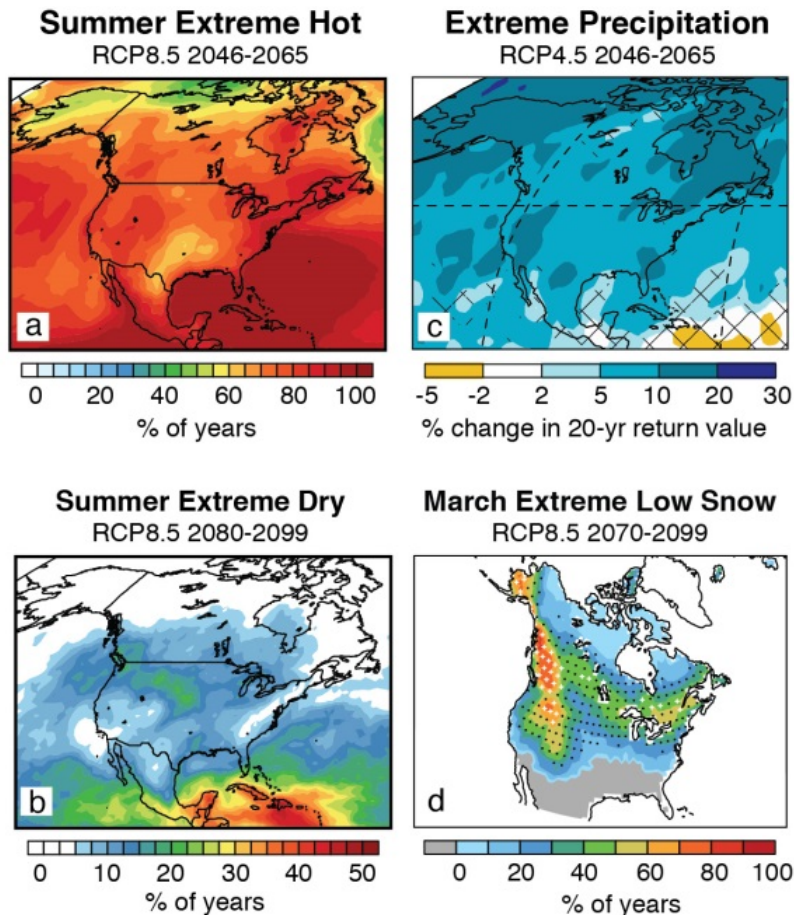 Summer Extreme Hot
RCP8.5 2046-2065
a
0 20 40 60 80 100
% of years
Extreme Precipitation
RCP4.5 2046-2065
c
-5 -2 2 5 10 20 30
% change in 20-yr return value
Summer Extreme Dry
RCP8.5 2080-2099
b
0 10 20 30 40 50
% of years
March Extreme Low Snow
RCP8.5 2070-2099
d
0 20 40 60 80 100
% of years